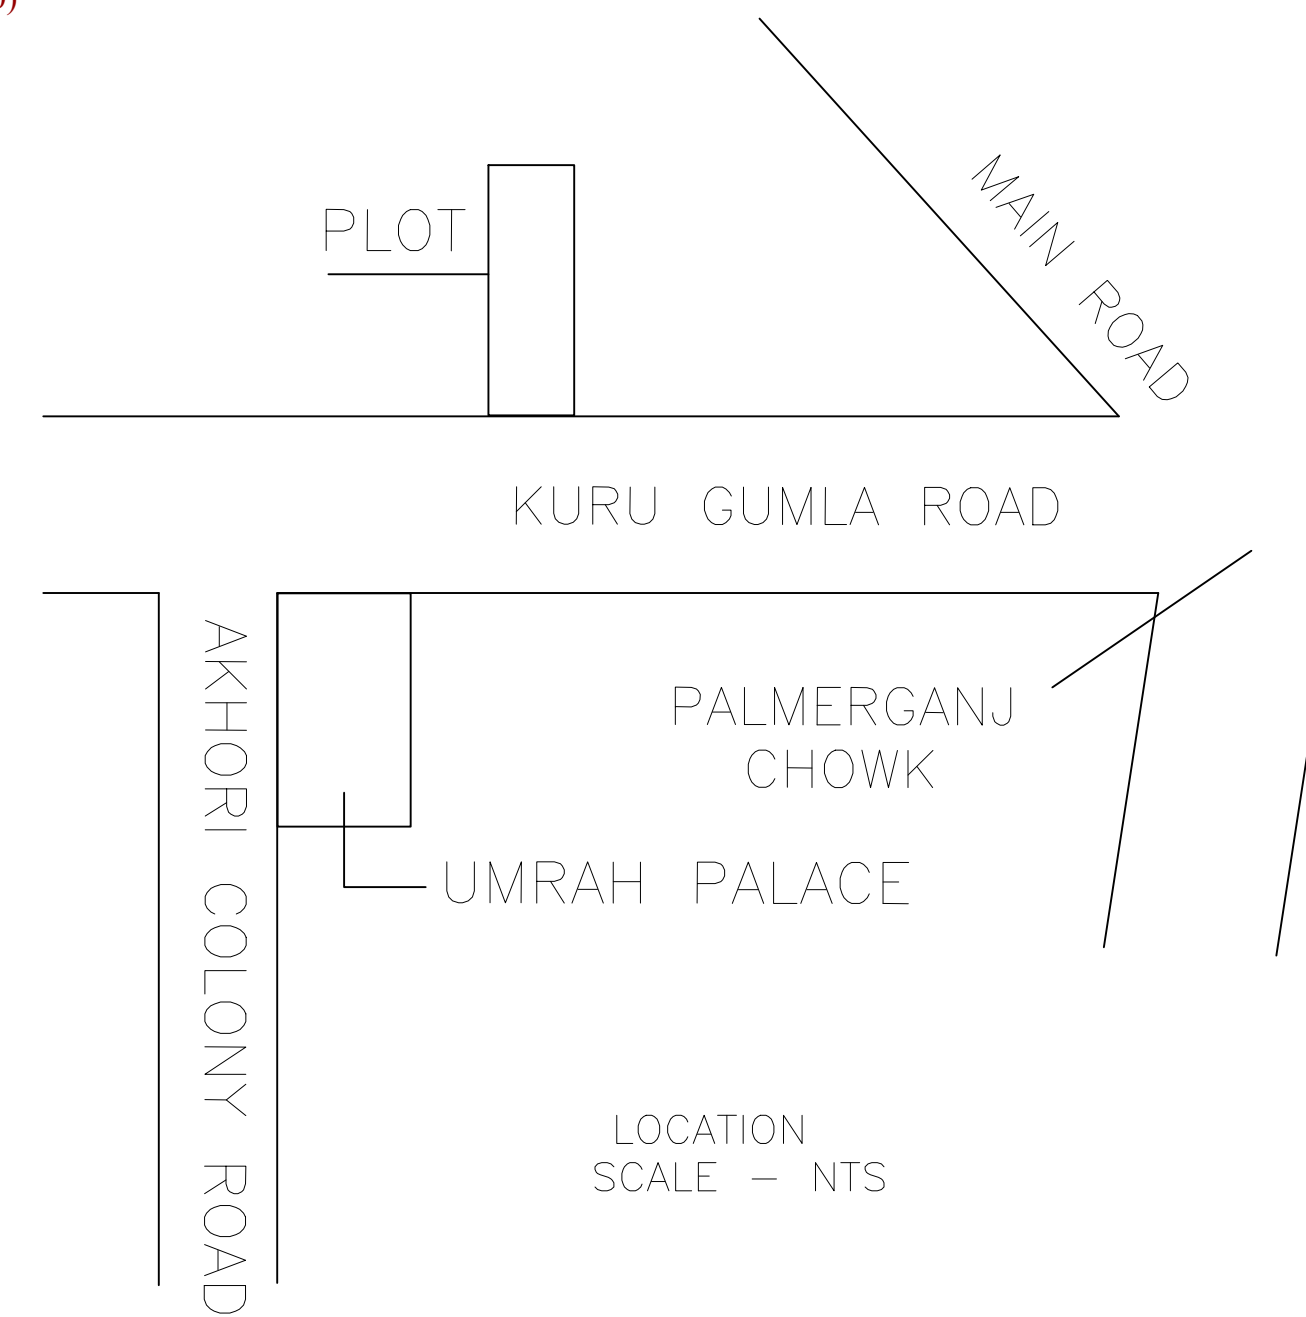 PLOT
MAIN ROAD
KURU GUMLA ROAD
AKHORI COLONY ROAD
PALMERGANJ
CHOWK
UMRAH PALACE
LOCATION
SCALE - NTS